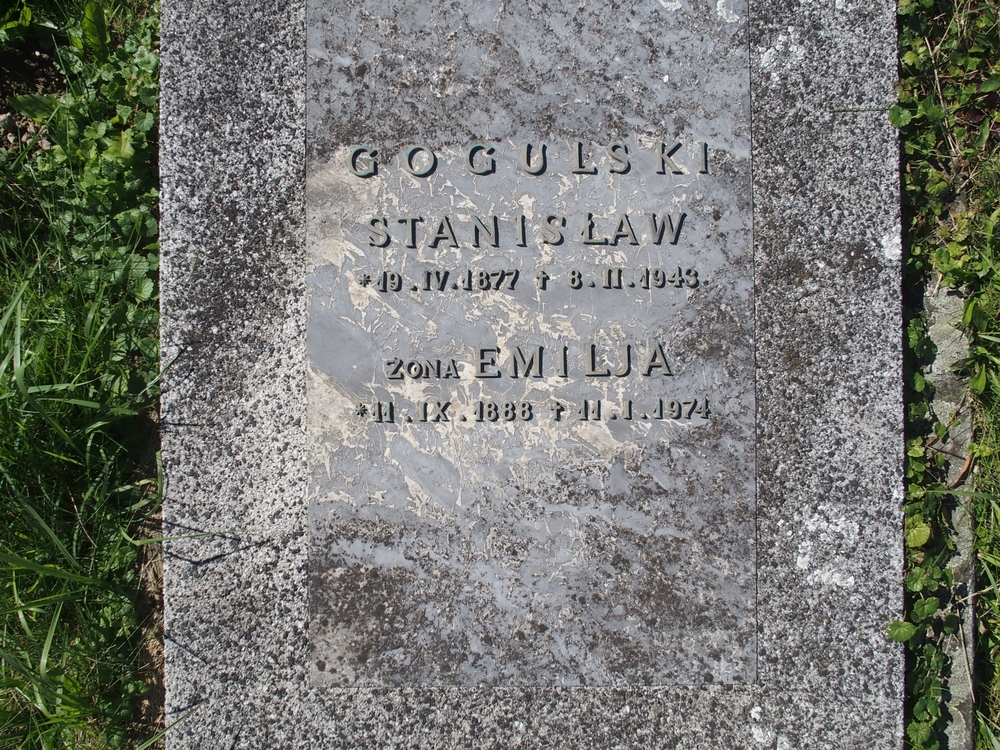 GOGULSKI
STANISŁAW
*19.IV.1877 † 8.II.1943.
ŻONA EMILJA
*11.IX.1888 † 11.I.1974